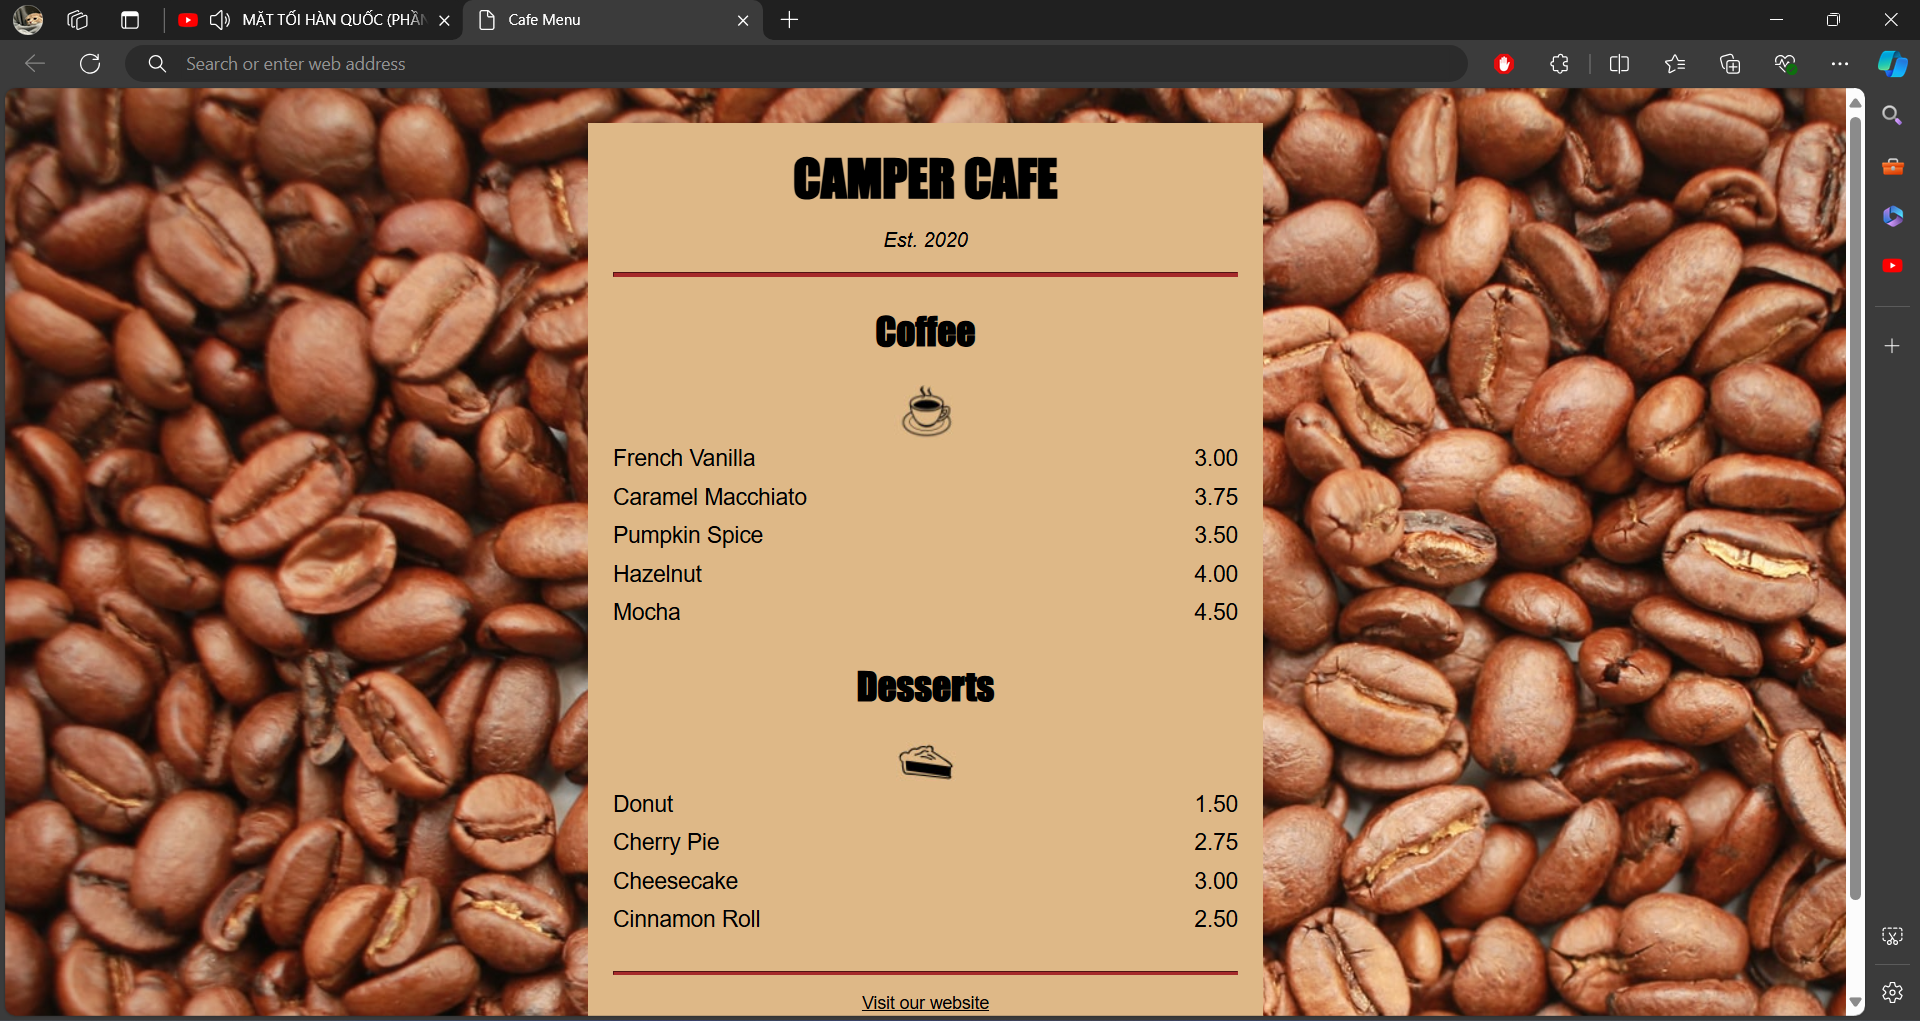 MẶT TỐI HÀN QUỐC (PHẦN
Cafe Menu
Search or enter web address
CAMPER CAFE
Est. 2020
Coffee
French Vanilla 3.00
Caramel Macchiato 3.75
Pumpkin Spice 3.50
Hazelnut 4.00
Mocha 4.50
Desserts
Donut 1.50
Cherry Pie 2.75
Cheesecake 3.00
Cinnamon Roll 2.50
Visit our website